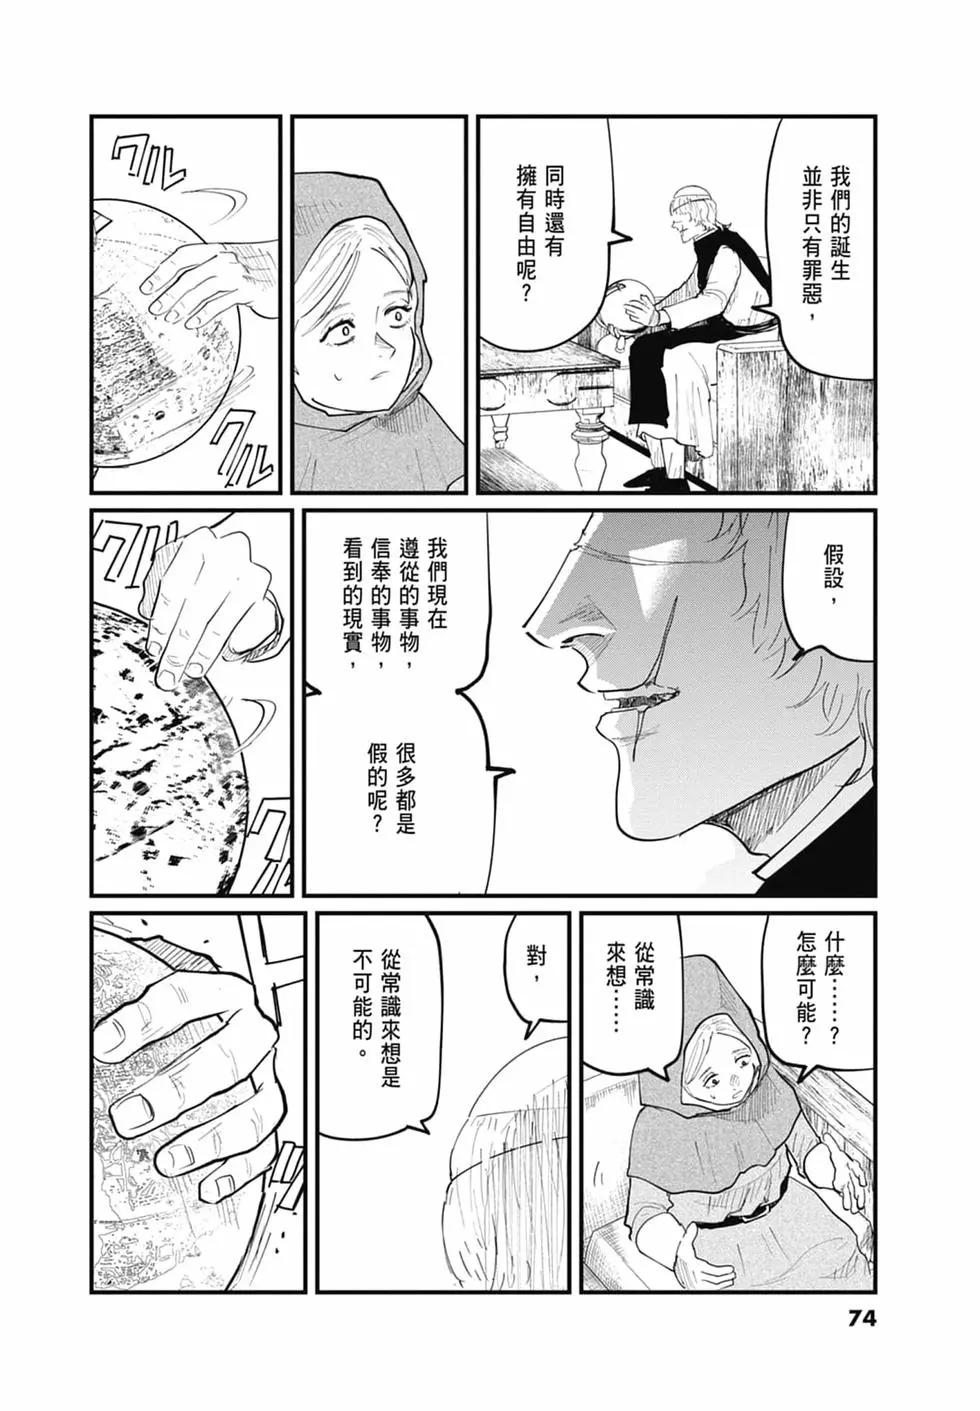 我們的誕生
並非只有罪惡，
同時還有
擁有自由呢？
クル
クル
假設，
我們現在
遵從的事物，
信奉的事物，
看到的現實，
很多都是
假的呢？
クル
クル
什麼……？
怎麼可能？
從常識
來想……
對，
從常識來想是
不可能的。
74